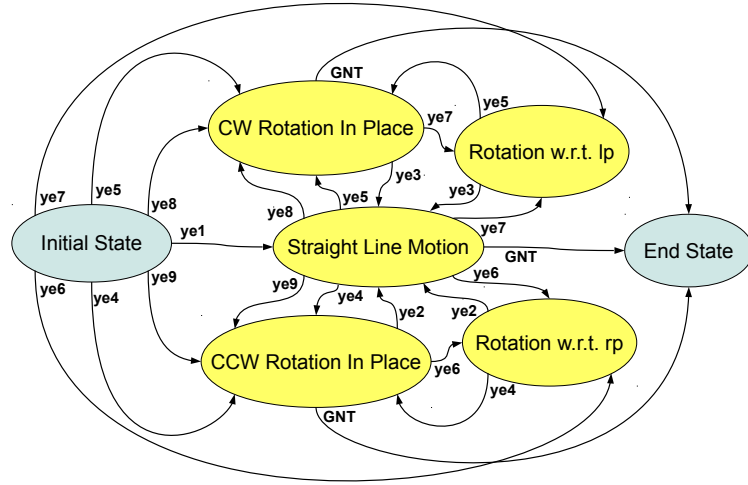 GNT
ye7
ye5
ye8
CW Rotation In Place
ye7
ye5
Rotation w.r.t. lp
ye3
ye3
ye8
ye5
Initial State
ye1
Straight Line Motion
ye7
GNT
End State
ye6
ye4
ye9
ye9
ye4
ye2
ye6
ye2
CCW Rotation In Place
ye6
Rotation w.r.t. rp
ye4
GNT